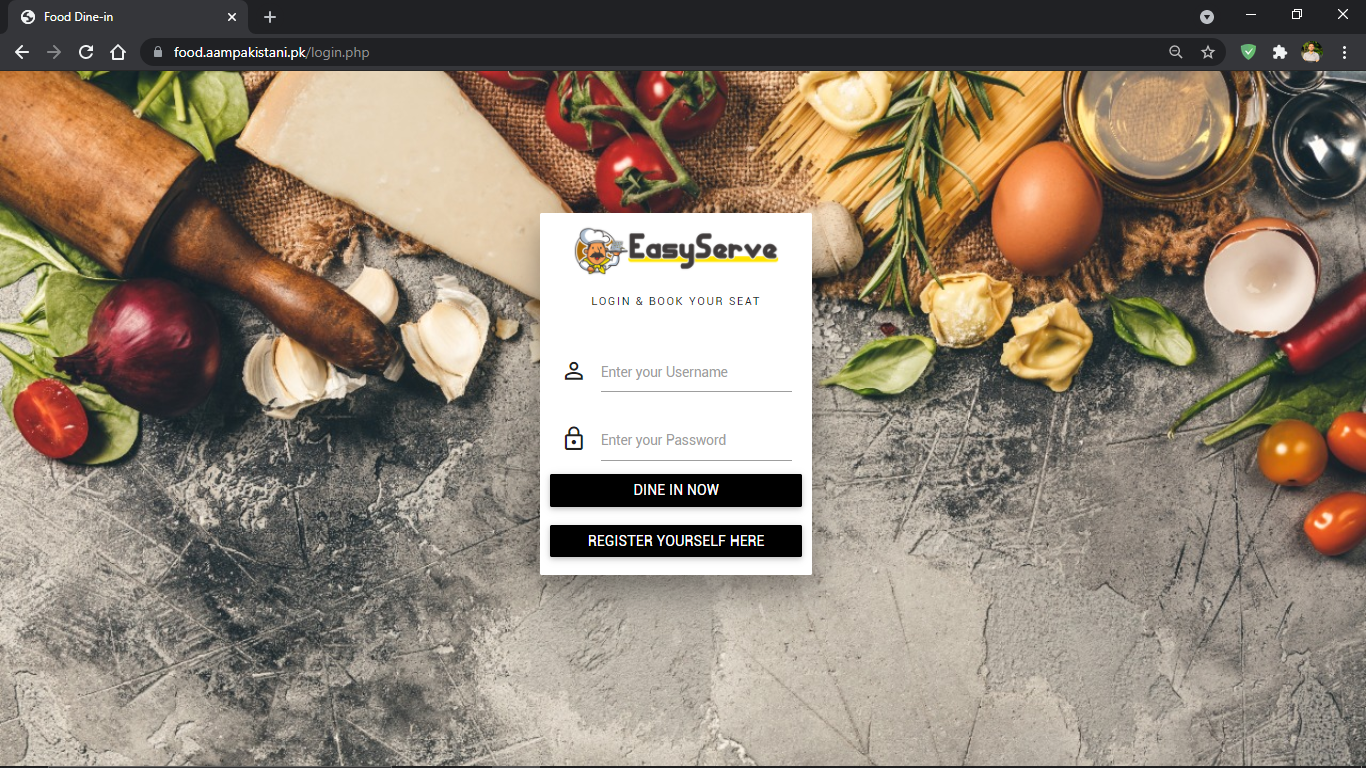 Food Dine-in
food.aampakistani.pk/login.php
EasyServe
LOGIN & BOOK YOUR SEAT
Enter your Username
Enter your Password
DINE IN NOW
REGISTER YOURSELF HERE